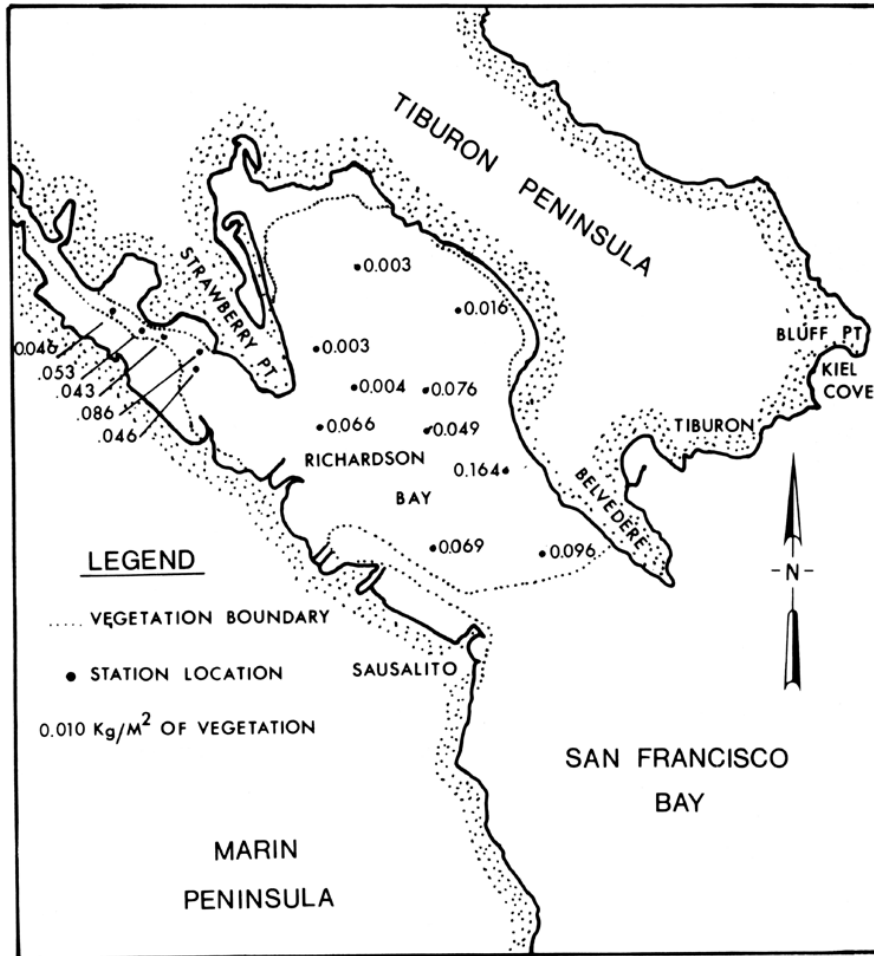 TIBURON PENINSULA
STRAWBERRY PT
0.003
0.016
BLUFF PT
KIEL
COVE
0.046
.053
.043
.086
.046
0.003
0.004
0.076
0.066
0.049
TIBURON
RICHARDSON
BAY
0.164
BELVEDERE
0.069
0.096
-N-
LEGEND
..... VEGETATION BOUNDARY
• STATION LOCATION
0.010 Kg/M² OF VEGETATION
SAUSALITO
SAN FRANCISCO
BAY
MARIN
PENINSULA